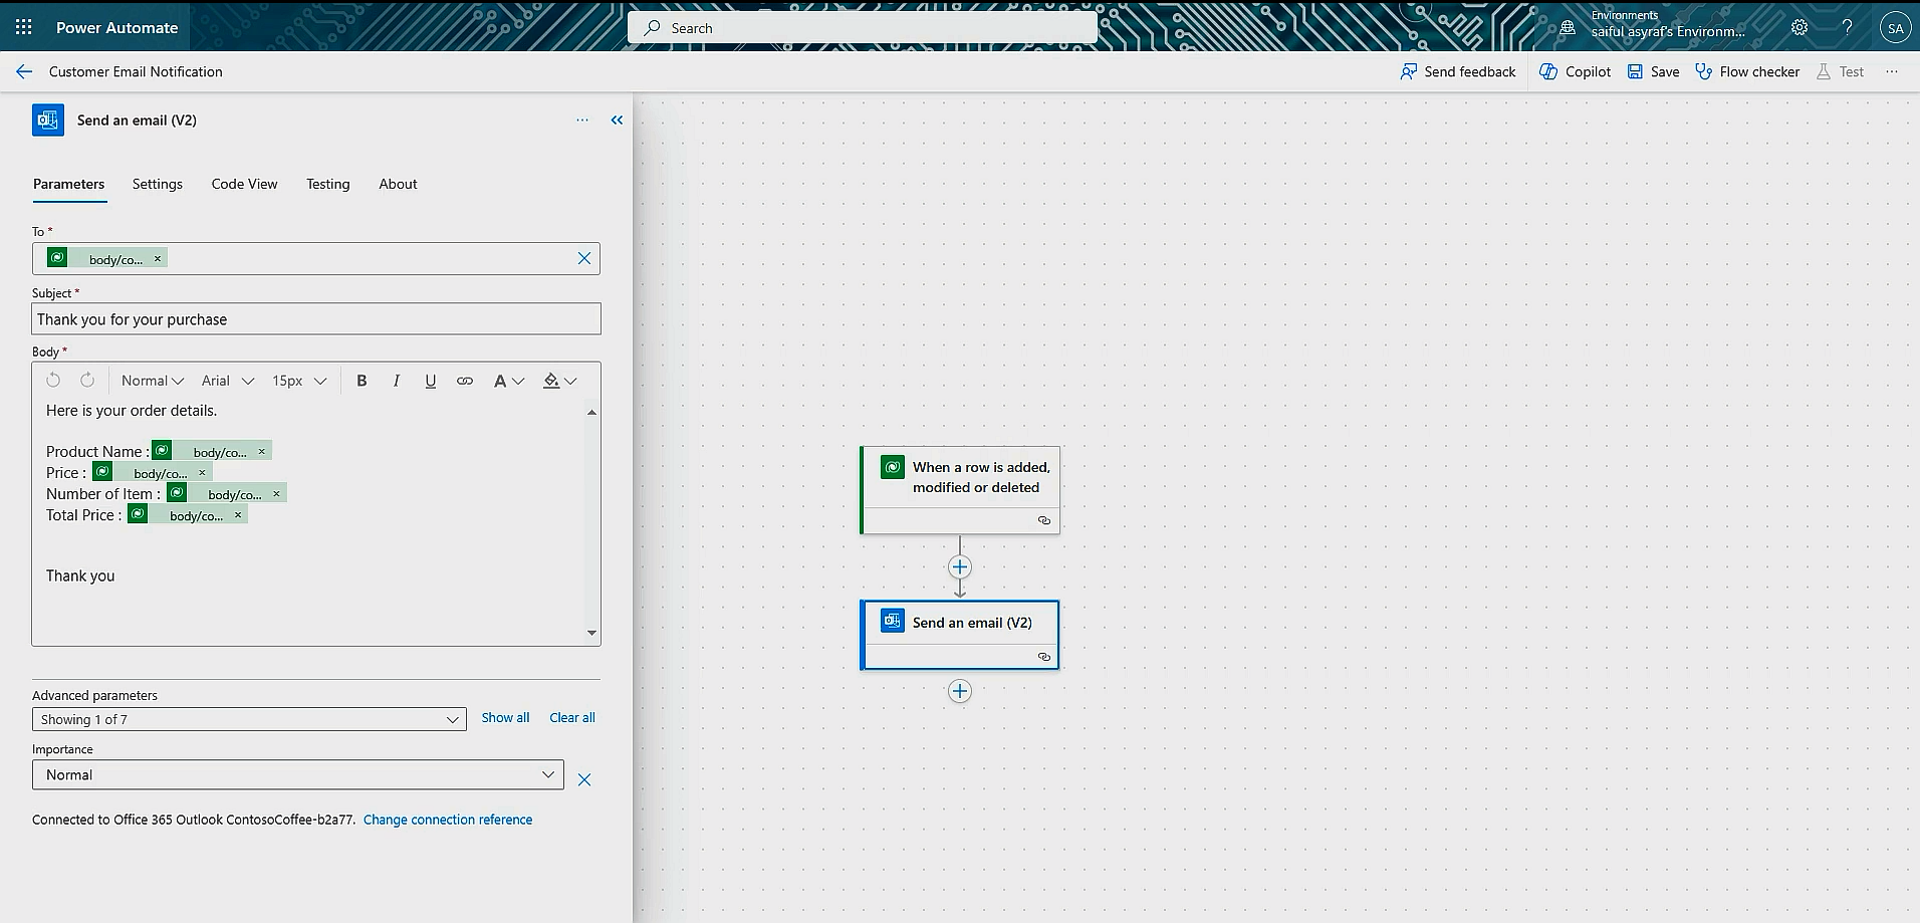 Power Automate
Search
Environments
saiful asyraf's Environm...
SA
Customer Email Notification
Send feedback
Copilot
Save
Flow checker
Test
Send an email (V2)
Parameters
Settings
Code View
Testing
About
To *
body/co... ×
Subject *
Thank you for your purchase
Body *
Normal
Arial
15px
B
I
U
A
Here is your order details.
Product Name : body/co... ×
Price : body/co... ×
Number of Item : body/co... ×
Total Price : body/co... ×
Thank you
Advanced parameters
Showing 1 of 7
Show all
Clear all
Importance
Normal
Connected to Office 365 Outlook ContosoCoffee-b2a77. Change connection reference
When a row is added,
modified or deleted
Send an email (V2)